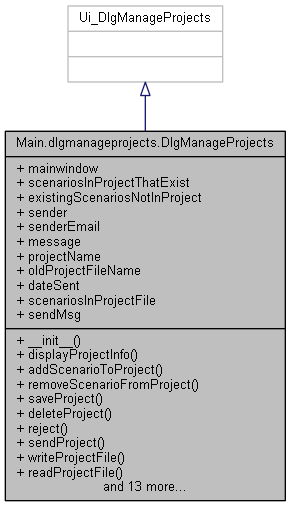 Ui_DlgManageProjects
Main.dlgmanageprojects.DlgManageProjects
+ mainwindow
+ scenariosInProjectThatExist
+ existingScenariosNotInProject
+ sender
+ senderEmail
+ message
+ projectName
+ oldProjectFileName
+ dateSent
+ scenariosInProjectFile
+ sendMsg
+ __init__()
+ displayProjectInfo()
+ addScenarioToProject()
+ removeScenarioFromProject()
+ saveProject()
+ deleteProject()
+ reject()
+ sendProject()
+ writeProjectFile()
+ readProjectFile()
and 13 more...